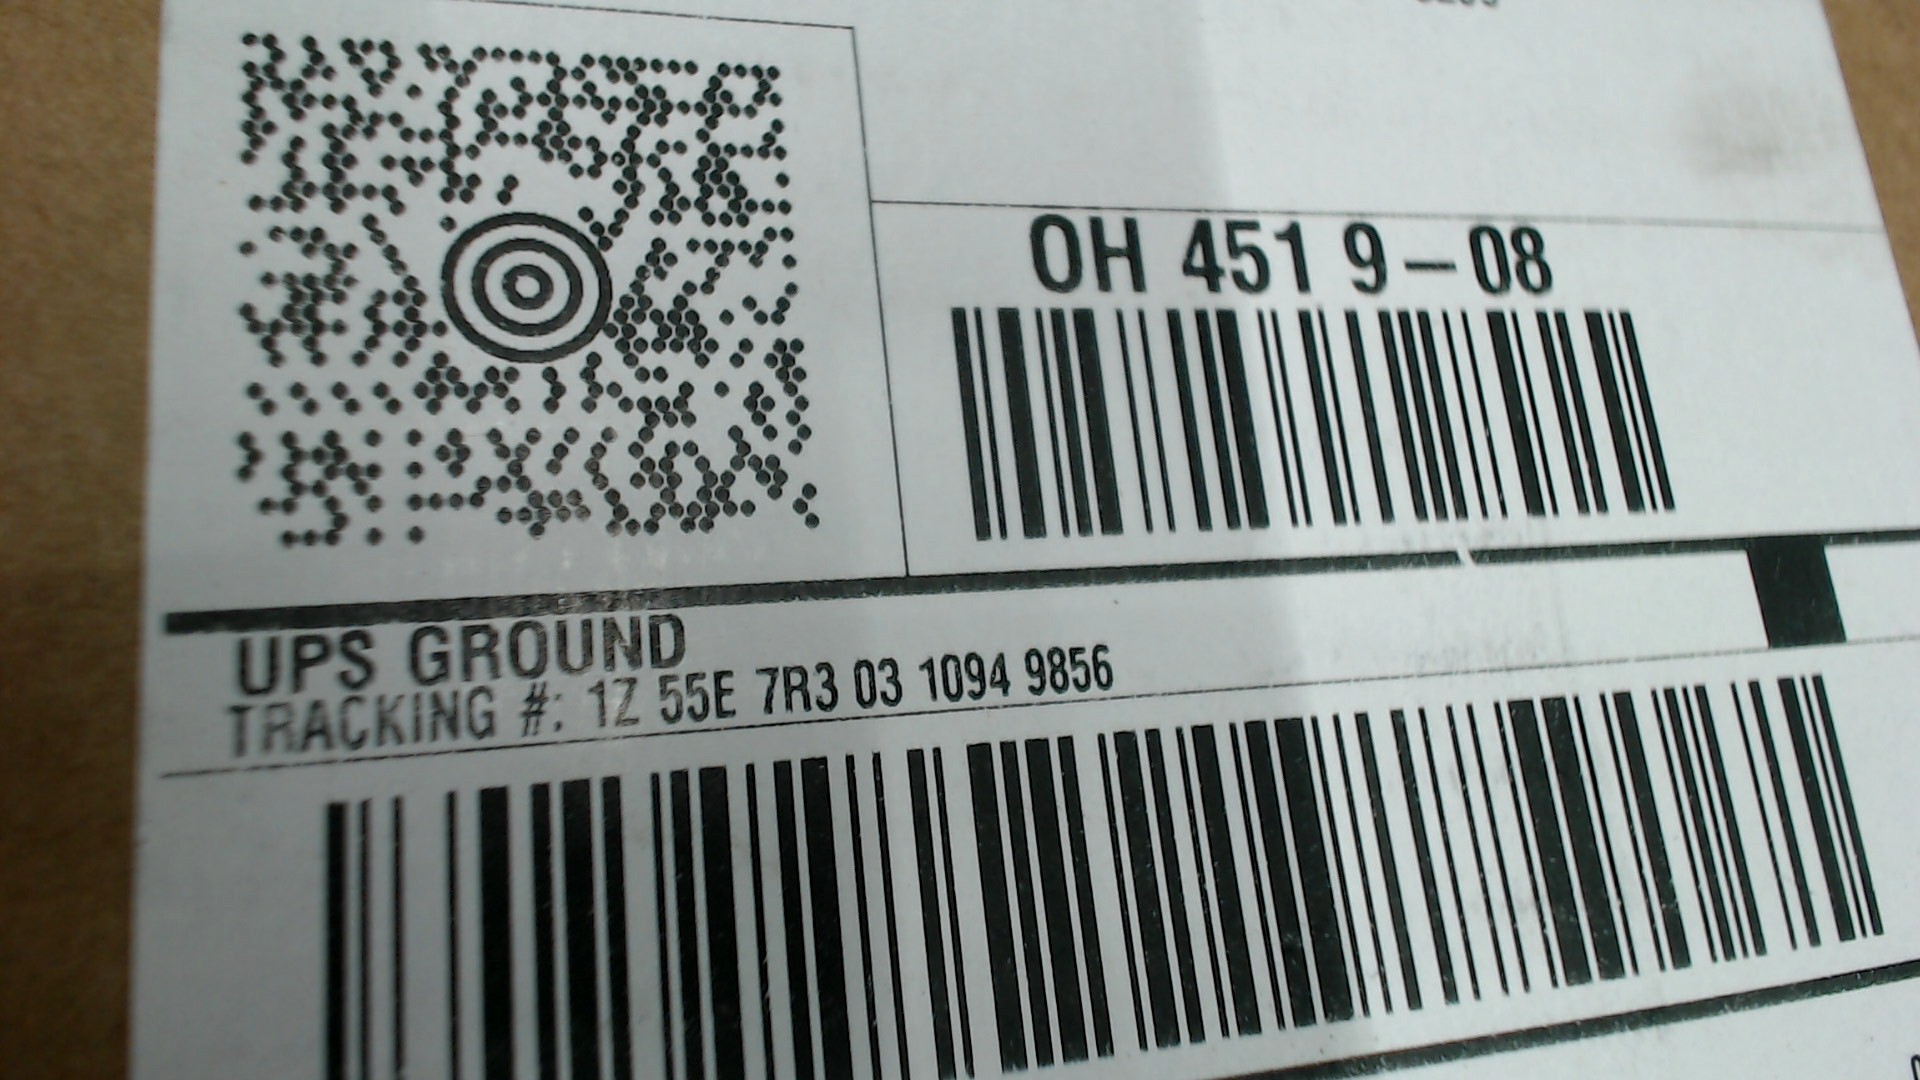 OH 451 9-08
UPS GROUND
TRACKING #: 1Z 55E 7R3 03 1094 9856